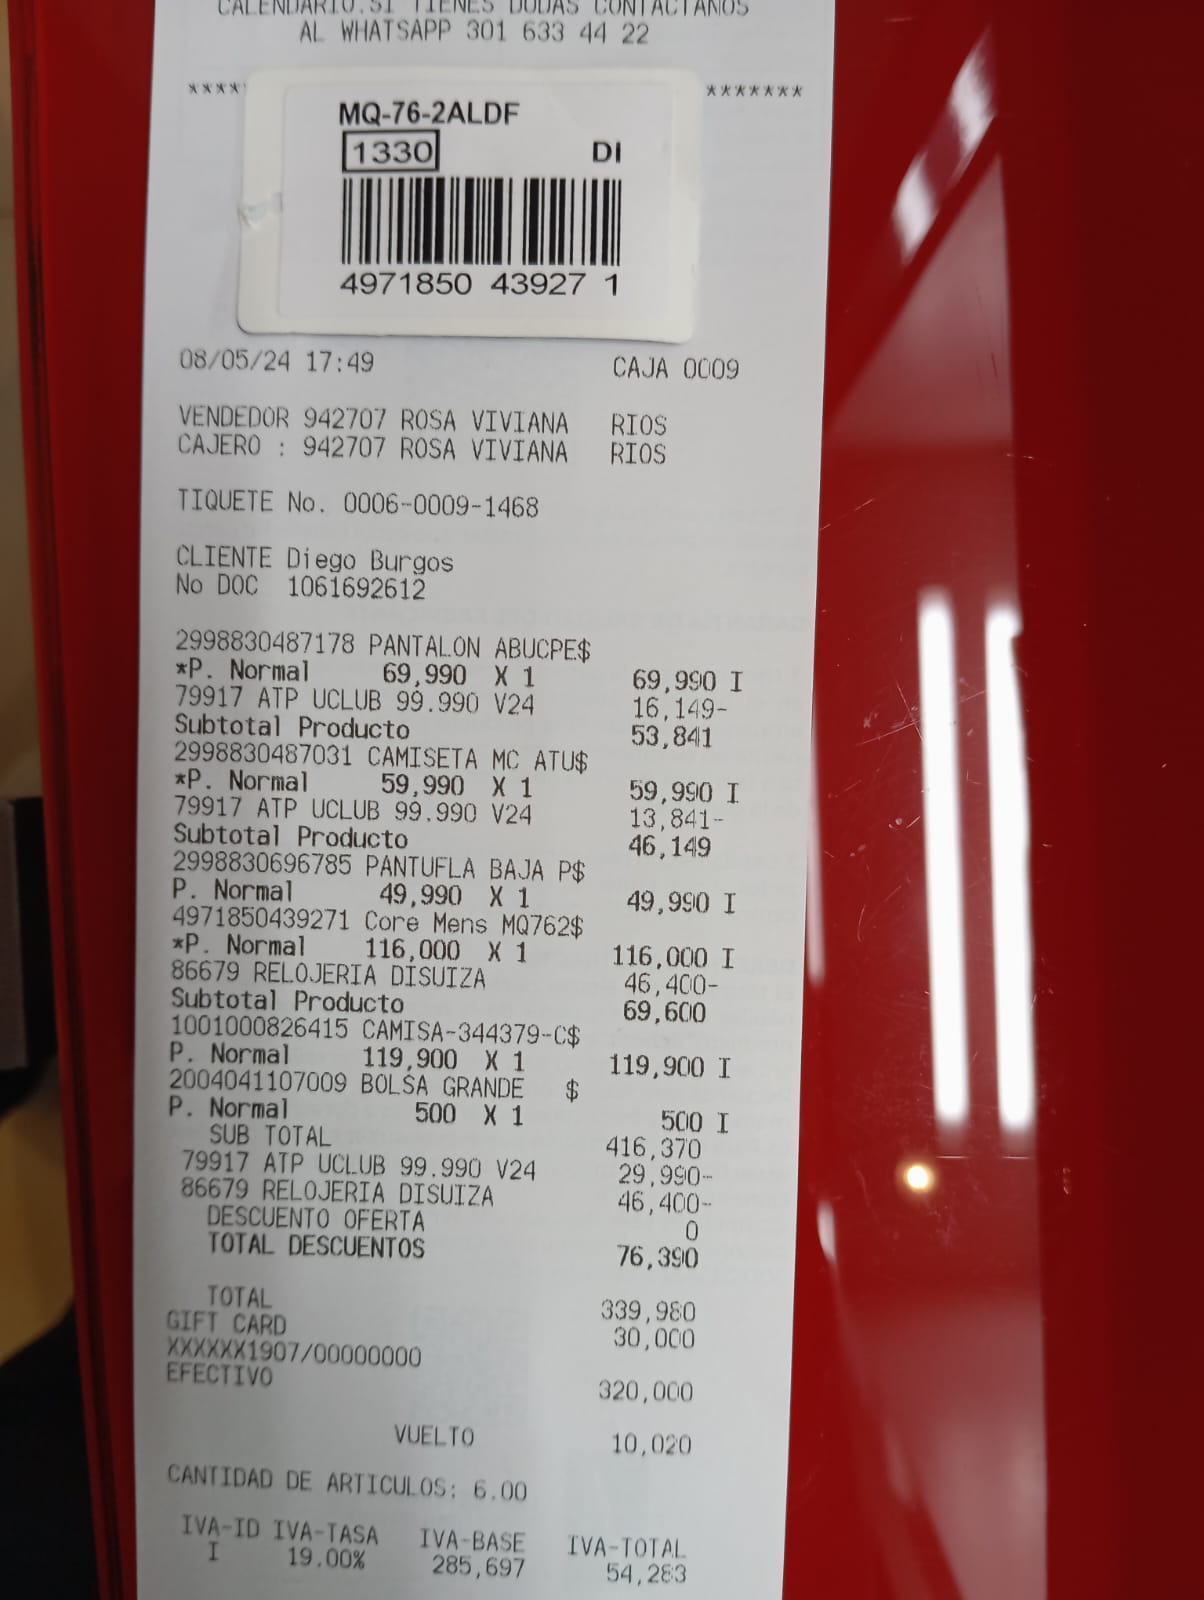 CALENDARIO.SI TIENES DUDAS CONTACTANOS
AL WHATSAPP 301 633 44 22
**** *******
MQ-76-2ALDF
1330 DI
4971850 43927 1
08/05/24 17:49 CAJA 0009
VENDEDOR 942707 ROSA VIVIANA RIOS
CAJERO : 942707 ROSA VIVIANA RIOS
TIQUETE No. 0006-0009-1468
CLIENTE Diego Burgos
No DOC 1061692612
2998830487178 PANTALON ABUCPE$
*P. Normal 69,990 X 1 69,990 I
79917 ATP UCLUB 99.990 V24 16,149-
Subtotal Producto 53,841
2998830487031 CAMISETA MC ATU$
*P. Normal 59,990 X 1 59,990 I
79917 ATP UCLUB 99.990 V24 13,841-
Subtotal Producto 46,149
2998830696785 PANTUFLA BAJA P$
P. Normal 49,990 X 1 49,990 I
4971850439271 Core Mens MQ762$
*P. Normal 116,000 X 1 116,000 I
86679 RELOJERIA DISUIZA 46,400-
Subtotal Producto 69,600
1001000826415 CAMISA-344379-C$
P. Normal 119,900 X 1 119,900 I
2004041107009 BOLSA GRANDE $
P. Normal 500 X 1 500 I
SUB TOTAL 416,370
79917 ATP UCLUB 99.990 V24 29,990-
86679 RELOJERIA DISUIZA 46,400-
DESCUENTO OFERTA 0
TOTAL DESCUENTOS 76,390
TOTAL 339,980
GIFT CARD 30,000
XXXXXX1907/00000000
EFECTIVO 320,000
VUELTO 10,020
CANTIDAD DE ARTICULOS: 6.00
IVA-ID IVA-TASA IVA-BASE IVA-TOTAL
I 19.00% 285,697 54,283